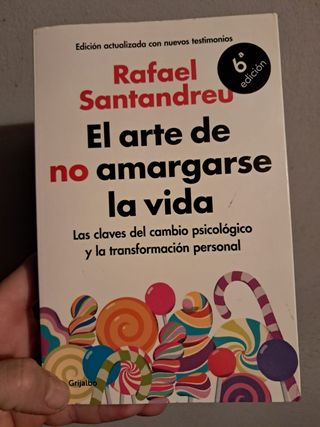 Edición actualizada con nuevos testimonios
Rafael
Santandreu
6ª
edición
El arte de
no amargarse
la vida
Las claves del cambio psicológico
y la transformación personal
Grijalbo